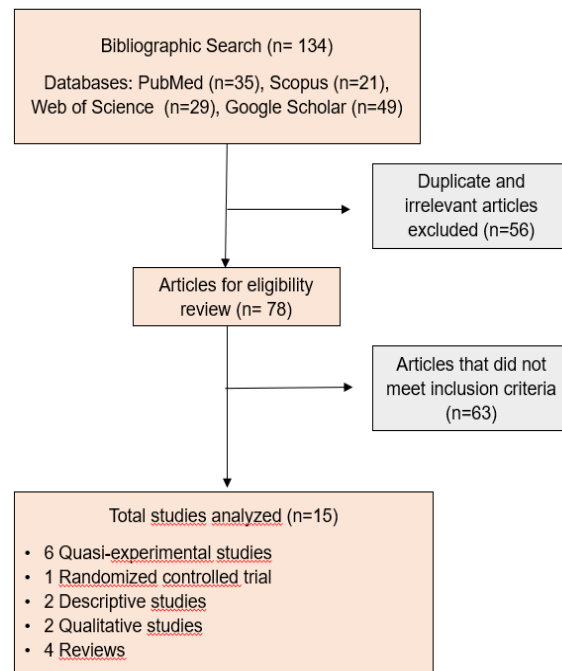 Bibliographic Search (n= 134)
Databases: PubMed (n=35), Scopus (n=21),
Web of Science (n=29), Google Scholar (n=49)
Duplicate and
irrelevant articles
excluded (n=56)
Articles for eligibility
review (n= 78)
Articles that did not
meet inclusion criteria
(n=63)
Total studies analyzed (n=15)
• 6 Quasi-experimental studies
• 1 Randomized controlled trial
• 2 Descriptive studies
• 2 Qualitative studies
• 4 Reviews